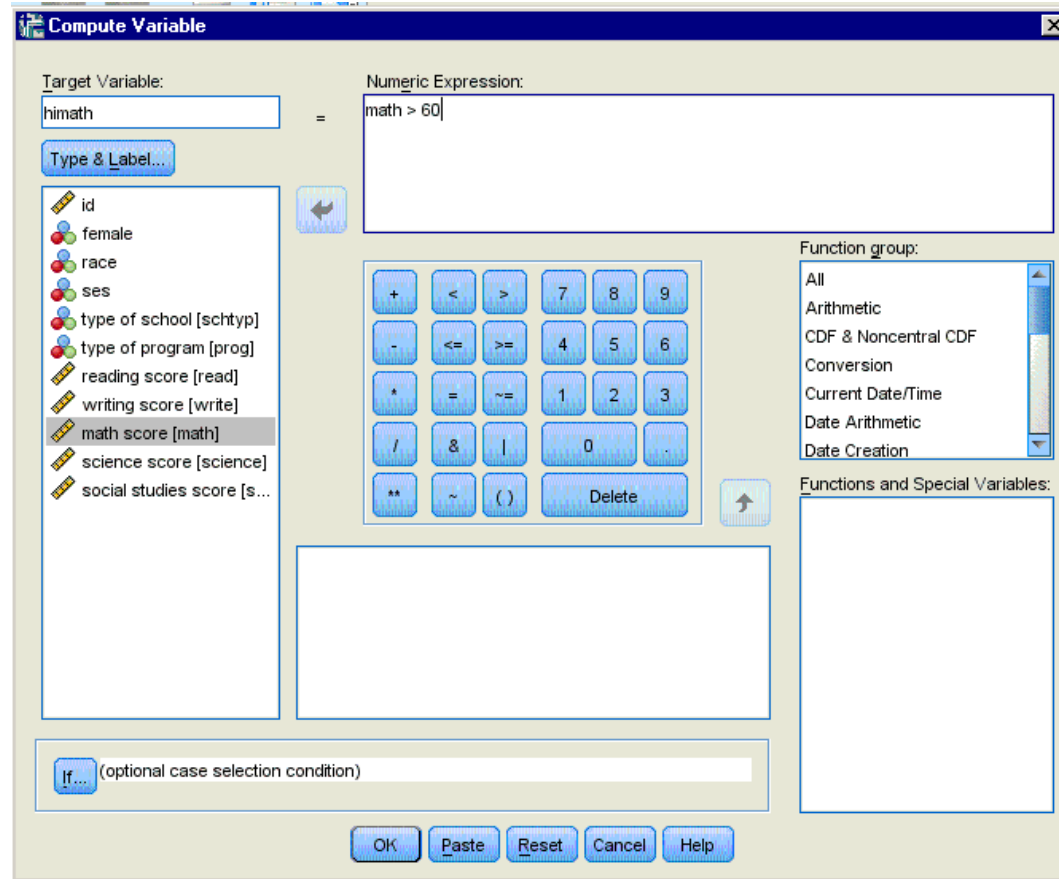 Compute Variable
Target Variable:
himath
=
Numeric Expression:
math > 60
Type & Label...
id
female
race
ses
type of school [schtyp]
type of program [prog]
reading score [read]
writing score [write]
math score [math]
science score [science]
social studies score [s...
+ < > 7 8 9
- <= >= 4 5 6
* = ~= 1 2 3
/ & | 0 .
** ~ ( ) Delete
Function group:
All
Arithmetic
CDF & Noncentral CDF
Conversion
Current Date/Time
Date Arithmetic
Date Creation
Functions and Special Variables:
If... (optional case selection condition)
OK Paste Reset Cancel Help